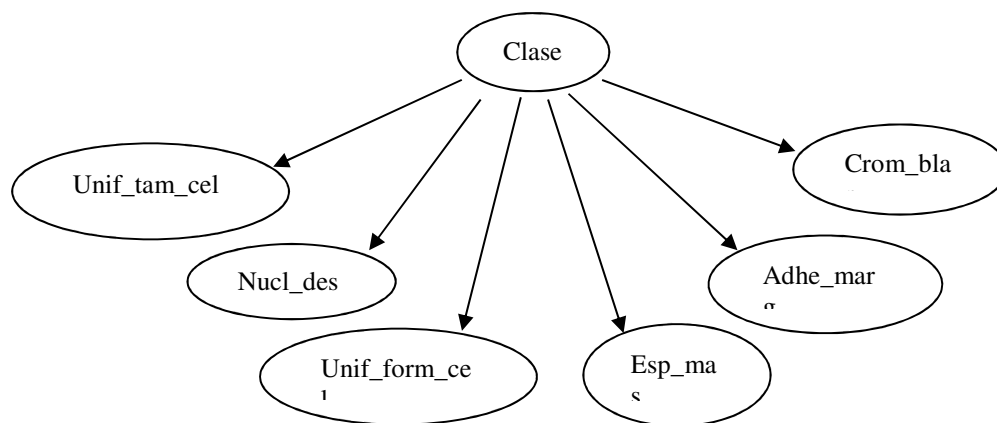 Clase
Unif_tam_cel
Crom_bla
Nucl_des
Adhe_mar
g
Unif_form_ce
l
Esp_ma
s